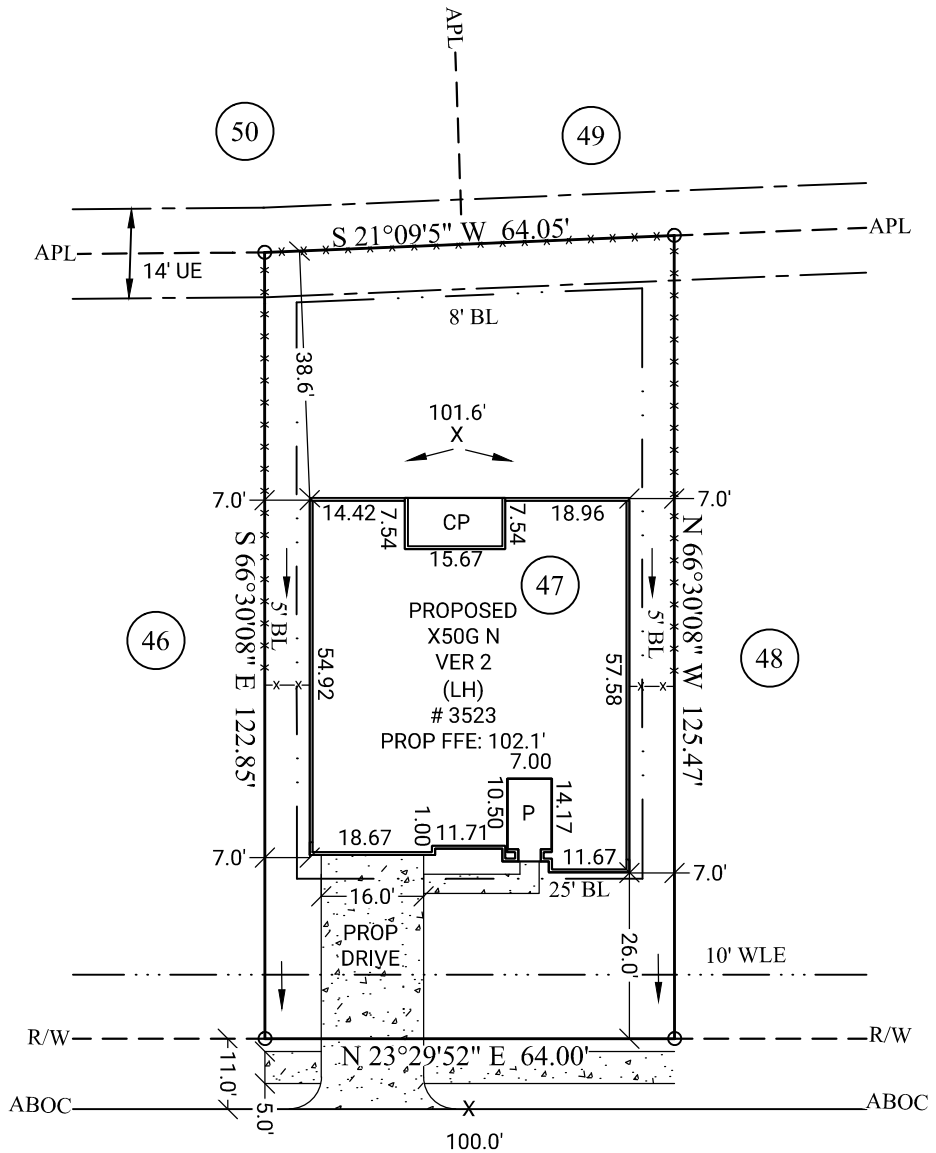 APL
50
49
S 21°09'5" W 64.05'
APL
APL
14' UE
8' BL
38.6'
101.6'
X
7.0'
7.0'
14.42
7.54
CP
7.54
18.96
15.67
S 66°30'08" E 122.85'
N 66°30'08" W 125.47'
47
5' BL
5' BL
46
48
PROPOSED
X50G N
VER 2
(LH)
# 3523
PROP FFE: 102.1'
54.92
57.58
7.00
10.50
P
14.17
18.67
1.00
11.71
11.67
7.0'
7.0'
25' BL
16.0'
PROP
DRIVE
26.0'
10' WLE
R/W
R/W
N 23°29'52" E 64.00'
11.0'
5.0'
ABOC
ABOC
X
100.0'